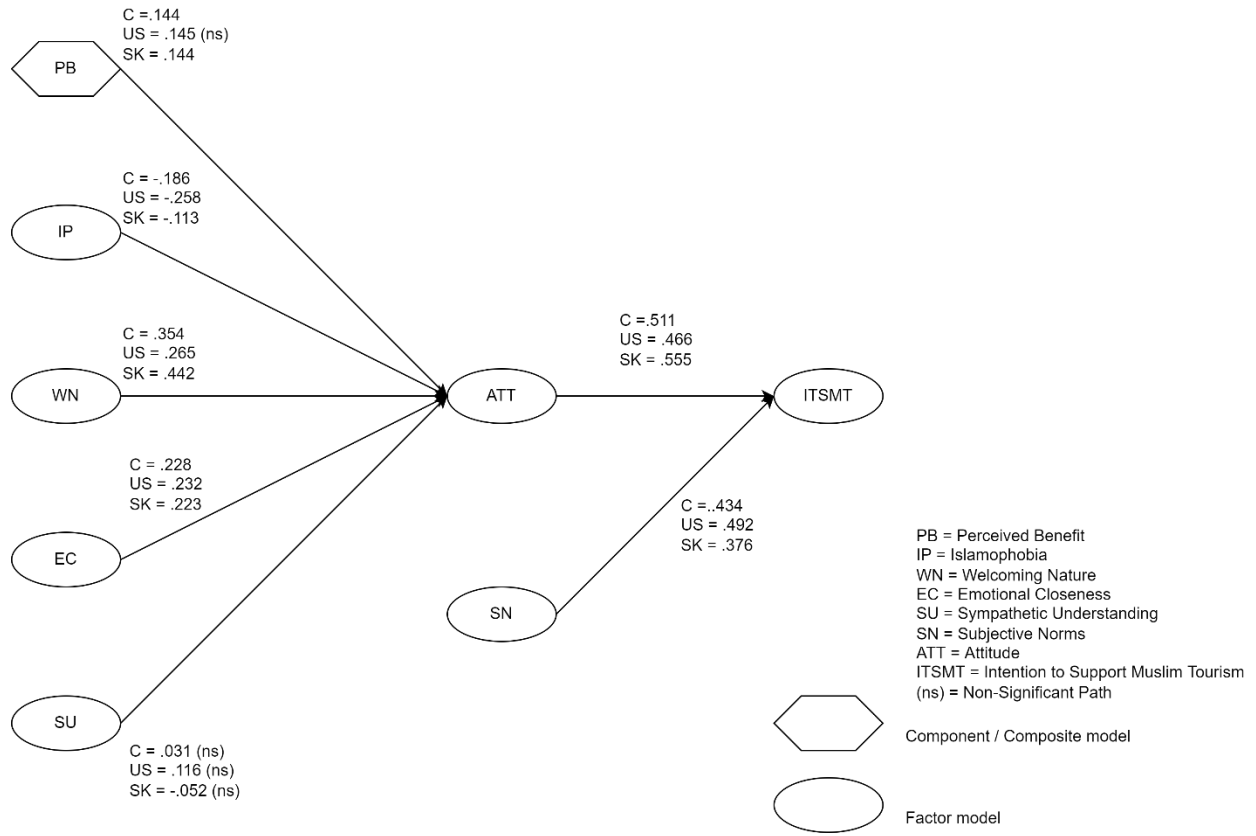 C =.144
US = .145 (ns)
SK = .144
PB
C = -.186
US = -.258
SK = -.113
IP
C = .354
US = .265
SK = .442
WN
C =.511
US = .466
SK = .555
ATT
ITSMT
C = .228
US = .232
SK = .223
EC
C =..434
US = .492
SK = .376
SN
SU
C = .031 (ns)
US = .116 (ns)
SK = -.052 (ns)
PB = Perceived Benefit
IP = Islamophobia
WN = Welcoming Nature
EC = Emotional Closeness
SU = Sympathetic Understanding
SN = Subjective Norms
ATT = Attitude
ITSMT = Intention to Support Muslim Tourism
(ns) = Non-Significant Path
Component / Composite model
Factor model